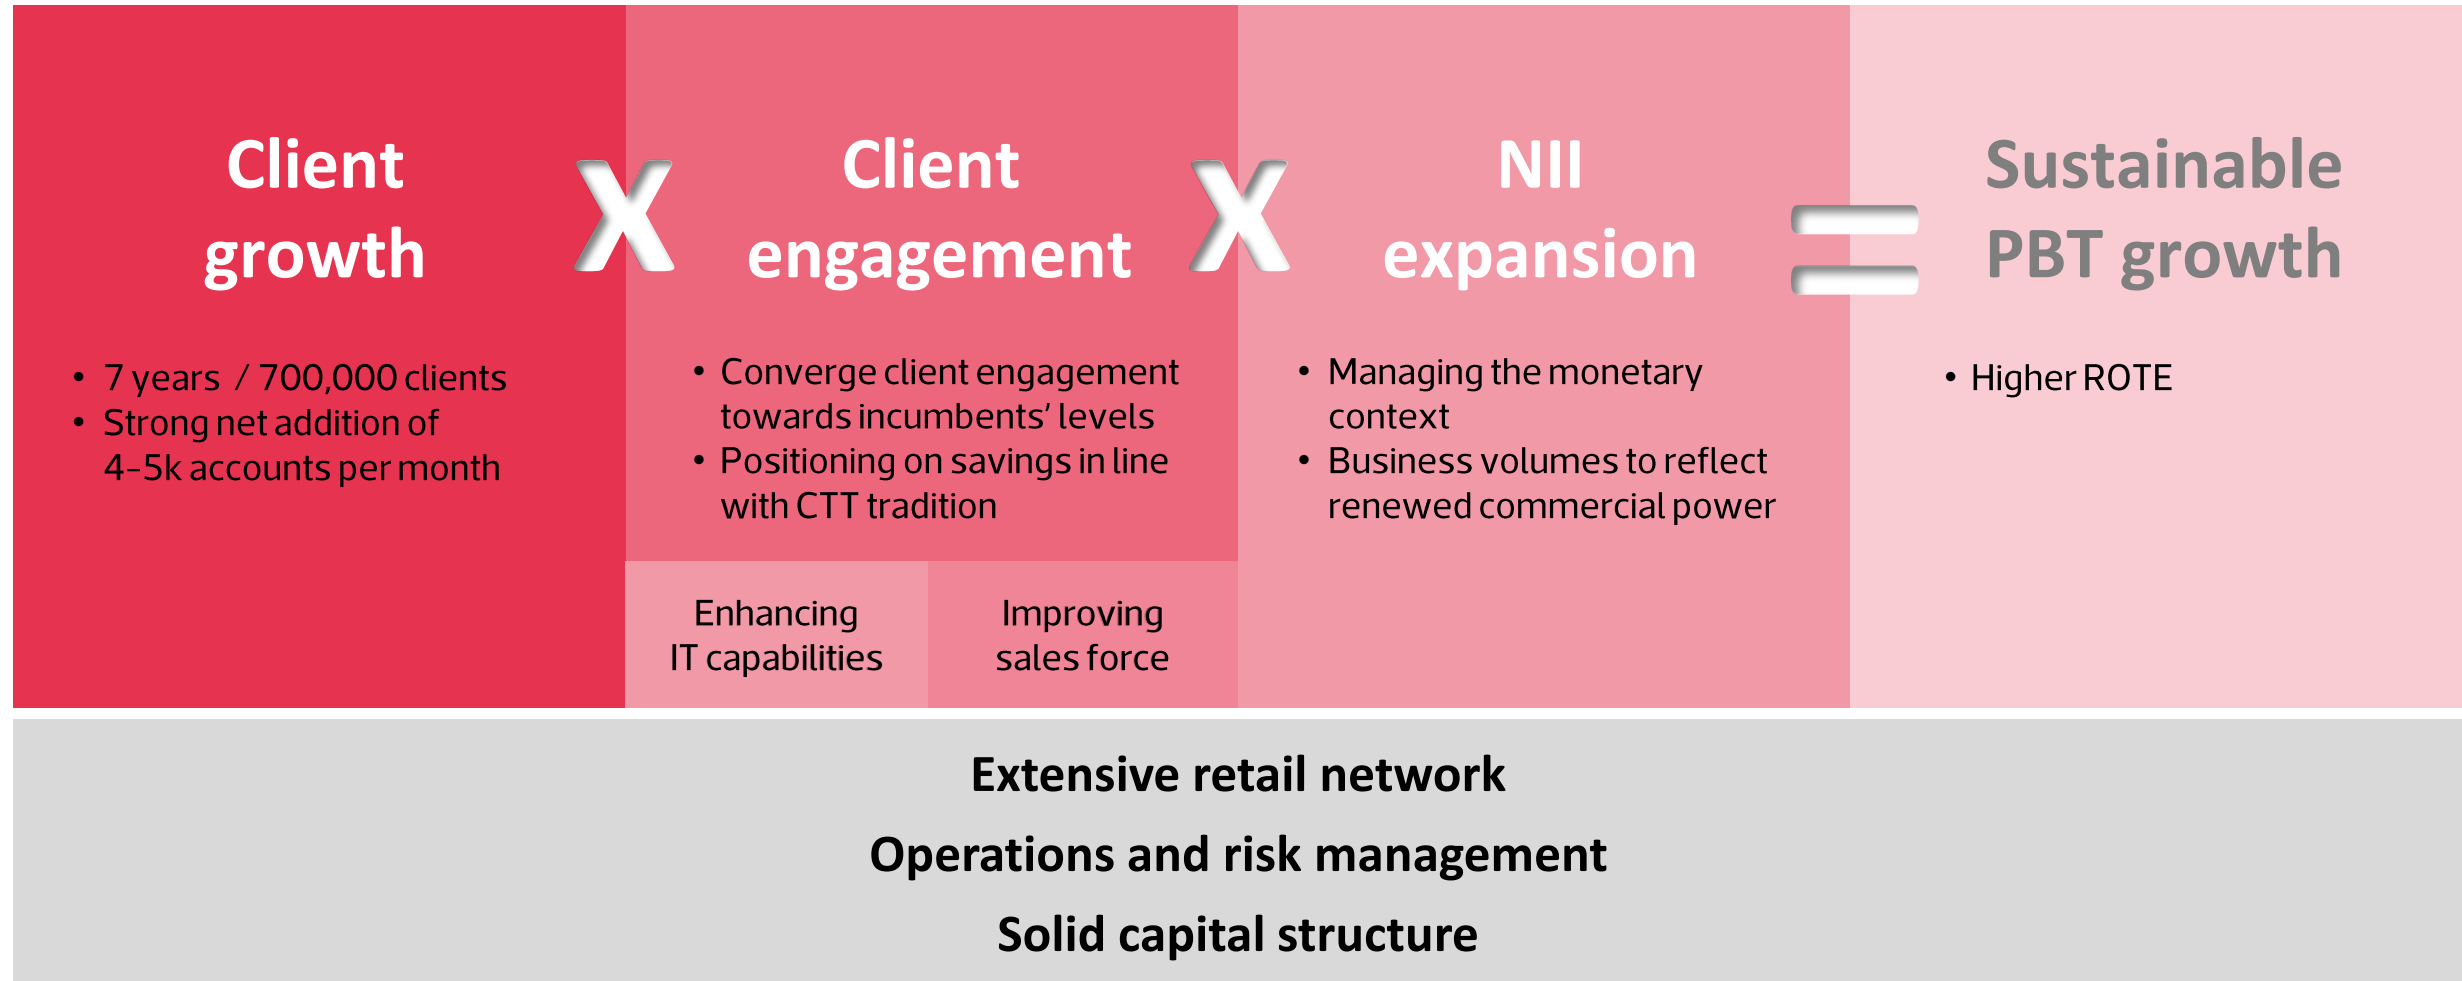 Client
growth
X
Client
engagement
X
NII
expansion
=
Sustainable
PBT growth
• 7 years / 700,000 clients
• Strong net addition of
4-5k accounts per month
• Converge client engagement
towards incumbents’ levels
• Positioning on savings in line
with CTT tradition
Enhancing
IT capabilities
Improving
sales force
• Managing the monetary
context
• Business volumes to reflect
renewed commercial power
• Higher ROTE
Extensive retail network
Operations and risk management
Solid capital structure